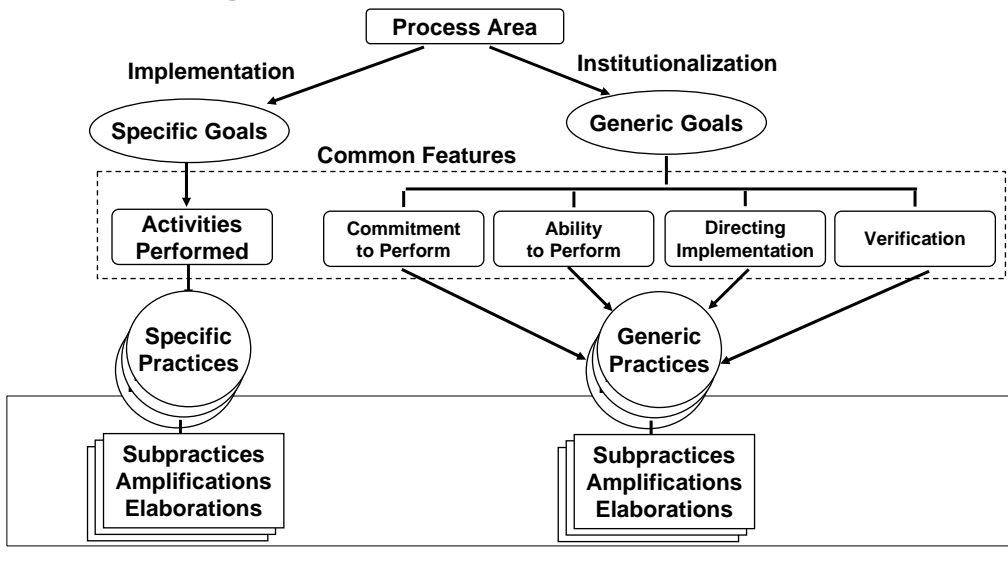 Process Area
Implementation
Institutionalization
Specific Goals
Generic Goals
Common Features
Activities
Performed
Commitment
to Perform
Ability
to Perform
Directing
Implementation
Verification
Specific
Practices
Generic
Practices
Subpractices
Amplifications
Elaborations
Subpractices
Amplifications
Elaborations